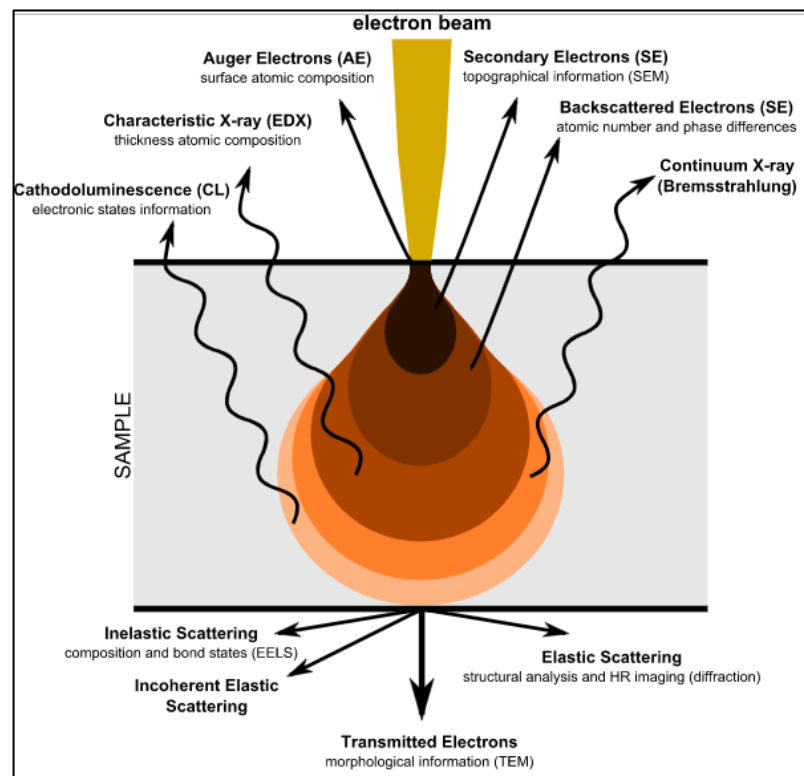 electron beam
Auger Electrons (AE)
surface atomic composition
Secondary Electrons (SE)
topographical information (SEM)
Characteristic X-ray (EDX)
thickness atomic composition
Backscattered Electrons (SE)
atomic number and phase differences
Cathodoluminescence (CL)
electronic states information
Continuum X-ray
(Bremsstrahlung)
SAMPLE
Inelastic Scattering
composition and bond states (EELS)
Incoherent Elastic
Scattering
Elastic Scattering
structural analysis and HR imaging (diffraction)
Transmitted Electrons
morphological information (TEM)